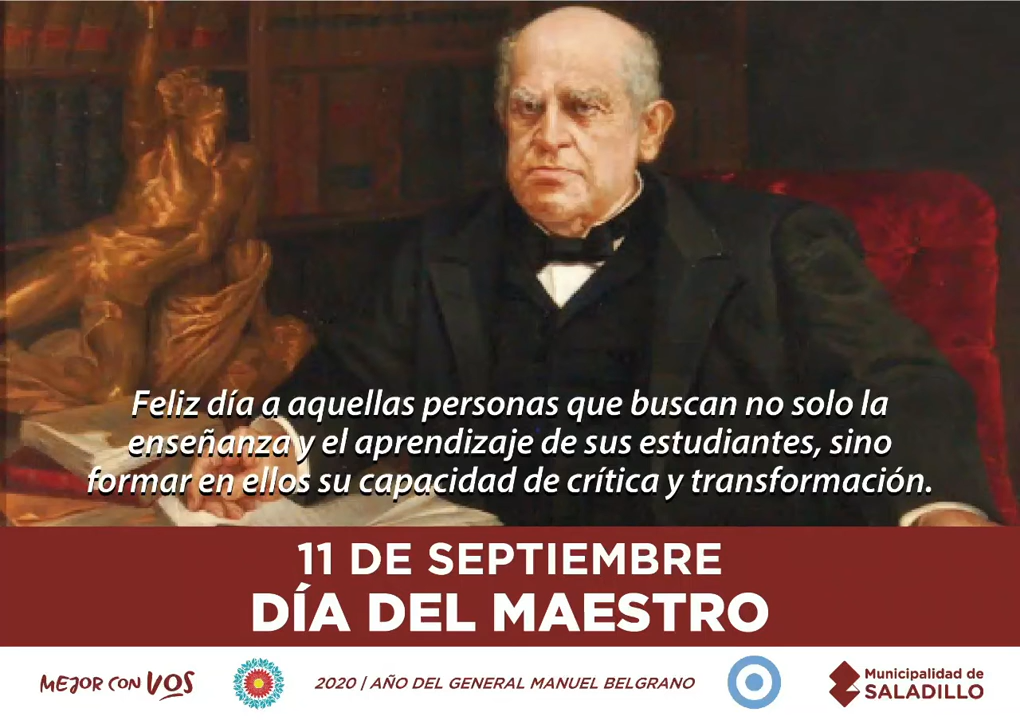 Feliz día a aquellas personas que buscan no solo la
enseñanza y el aprendizaje de sus estudiantes, sino
formar en ellos su capacidad de crítica y transformación.
11 DE SEPTIEMBRE
DÍA DEL MAESTRO
MEJOR CON VOS
2020 | AÑO DEL GENERAL MANUEL BELGRANO
Municipalidad de
SALADILLO